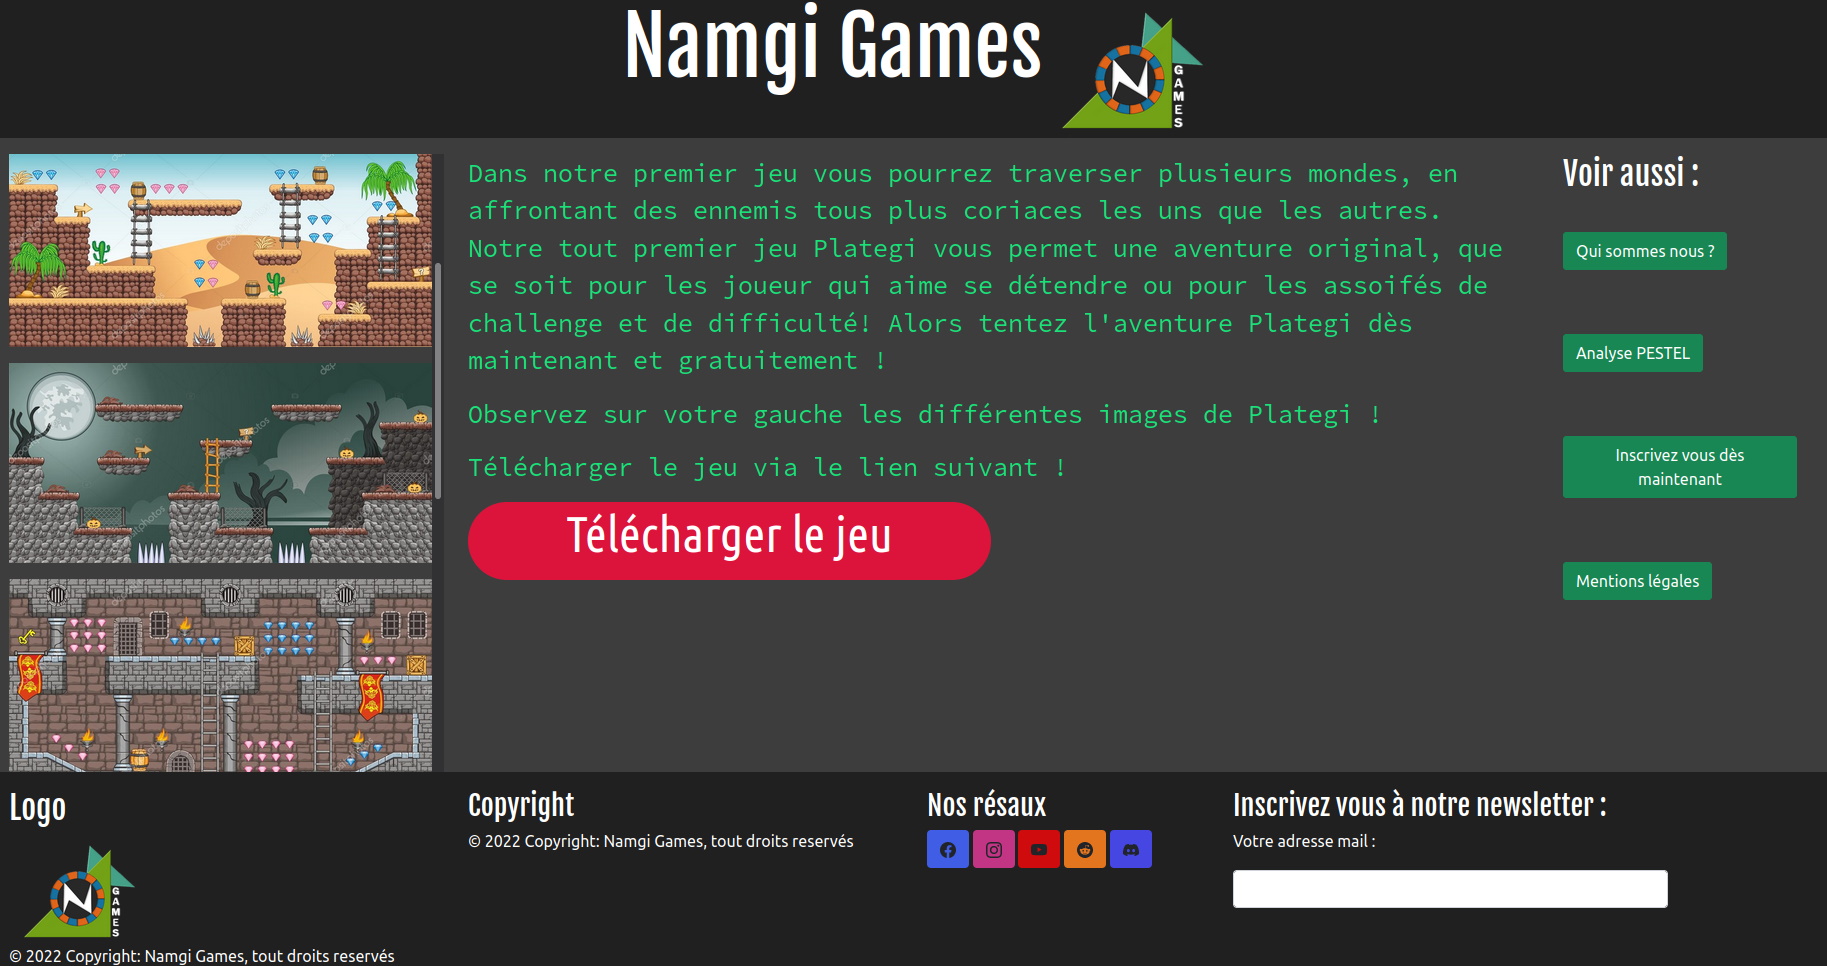 Namgi Games
N
GAMES
Dans notre premier jeu vous pourrez traverser plusieurs mondes, en
affrontant des ennemis tous plus coriaces les uns que les autres.
Notre tout premier jeu Plategi vous permet une aventure original, que
se soit pour les joueur qui aime se détendre ou pour les assoifés de
challenge et de difficulté! Alors tentez l'aventure Plategi dès
maintenant et gratuitement !
Observez sur votre gauche les différentes images de Plategi !
Télécharger le jeu via le lien suivant !
Télécharger le jeu
Voir aussi :
Qui sommes nous ?
Analyse PESTEL
Inscrivez vous dès
maintenant
Mentions légales
Logo
N
GAMES
© 2022 Copyright: Namgi Games, tout droits reservés
Copyright
© 2022 Copyright: Namgi Games, tout droits reservés
Nos résaux
Inscrivez vous à notre newsletter :
Votre adresse mail :